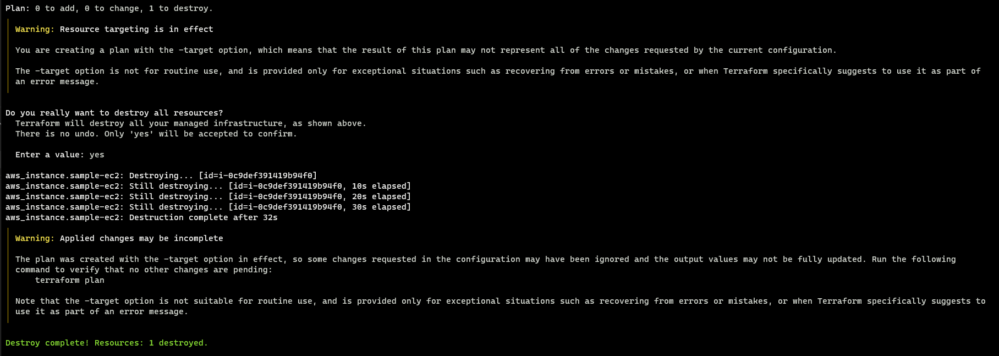 Plan: 0 to add, 0 to change, 1 to destroy.
Warning: Resource targeting is in effect
You are creating a plan with the -target option, which means that the result of this plan may not represent all of the changes requested by the current configuration.
The -target option is not for routine use, and is provided only for exceptional situations such as recovering from errors or mistakes, or when Terraform specifically suggests to use it as part of
an error message.
Do you really want to destroy all resources?
Terraform will destroy all your managed infrastructure, as shown above.
There is no undo. Only 'yes' will be accepted to confirm.
Enter a value: yes
aws_instance.sample-ec2: Destroying... [id=i-0c9def391419b94f0]
aws_instance.sample-ec2: Still destroying... [id=i-0c9def391419b94f0, 10s elapsed]
aws_instance.sample-ec2: Still destroying... [id=i-0c9def391419b94f0, 20s elapsed]
aws_instance.sample-ec2: Still destroying... [id=i-0c9def391419b94f0, 30s elapsed]
aws_instance.sample-ec2: Destruction complete after 32s
Warning: Applied changes may be incomplete
The plan was created with the -target option in effect, so some changes requested in the configuration may have been ignored and the output values may not be fully updated. Run the following
command to verify that no other changes are pending:
terraform plan
Note that the -target option is not suitable for routine use, and is provided only for exceptional situations such as recovering from errors or mistakes, or when Terraform specifically suggests to
use it as part of an error message.
Destroy complete! Resources: 1 destroyed.